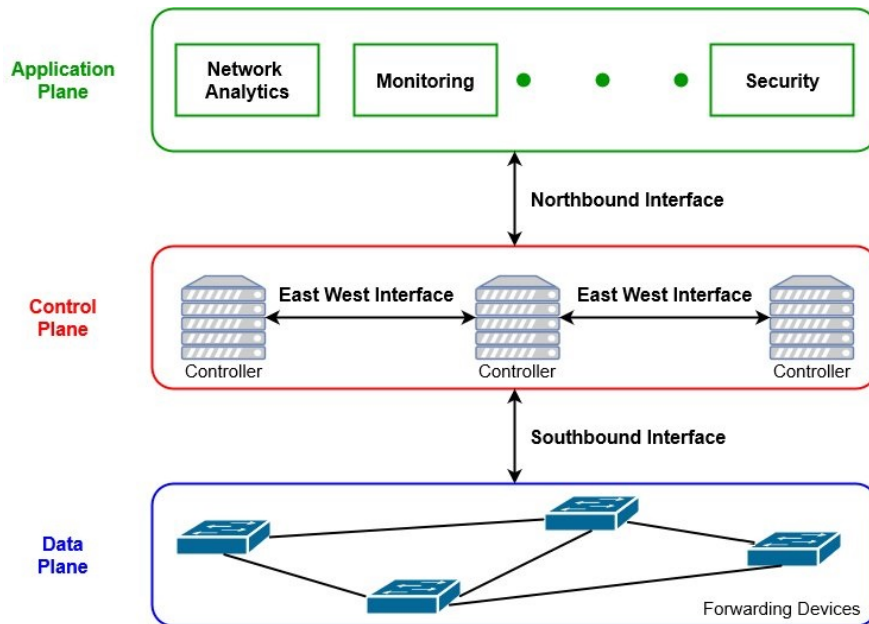 Application
Plane
Network
Analytics
Monitoring
Security
Northbound Interface
Control
Plane
East West Interface
East West Interface
Controller
Controller
Controller
Southbound Interface
Data
Plane
Forwarding Devices